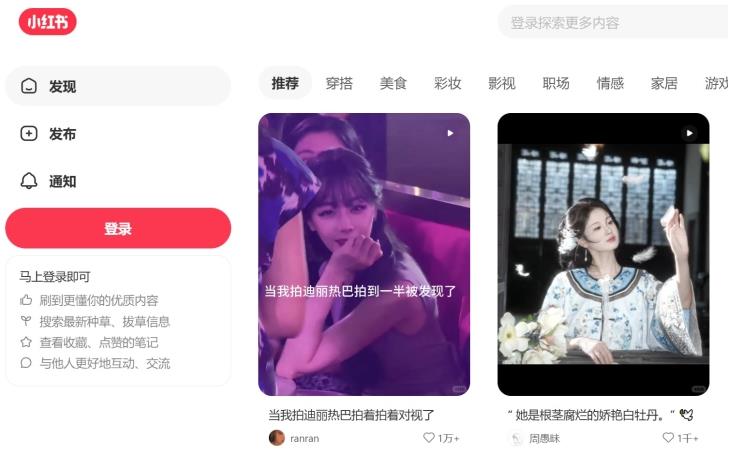 小红书
登录探索更多内容
发现
发布
通知
登录
马上登录即可
刷到更懂你的优质内容
搜索最新种草、拔草信息
查看收藏、点赞的笔记
与他人更好地互动、交流
推荐 穿搭 美食 彩妆 影视 职场 情感 家居 游戏
当我拍迪丽热巴拍到一半被发现了
当我拍迪丽热巴拍着拍着对视了
ranran 1万+
“ 她是根茎腐烂的娇艳白牡丹。“
周愚昧 1千+